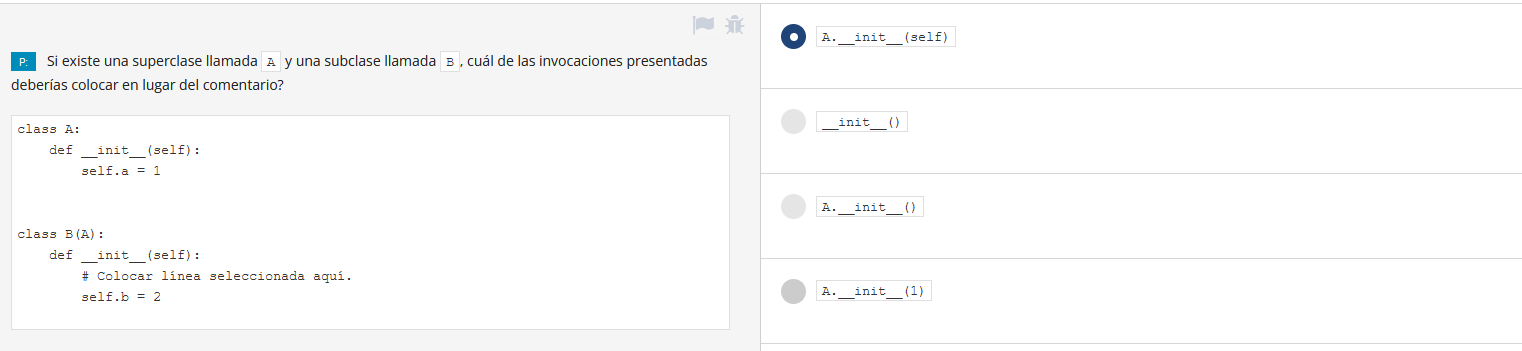 P: Si existe una superclase llamada A y una subclase llamada B, cuál de las invocaciones presentadas
deberías colocar en lugar del comentario?
class A:
    def __init__(self):
        self.a = 1
class B(A):
    def __init__(self):
        # Colocar línea seleccionada aquí.
        self.b = 2
A.__init__(self)
__init__()
A.__init__()
A.__init__(1)